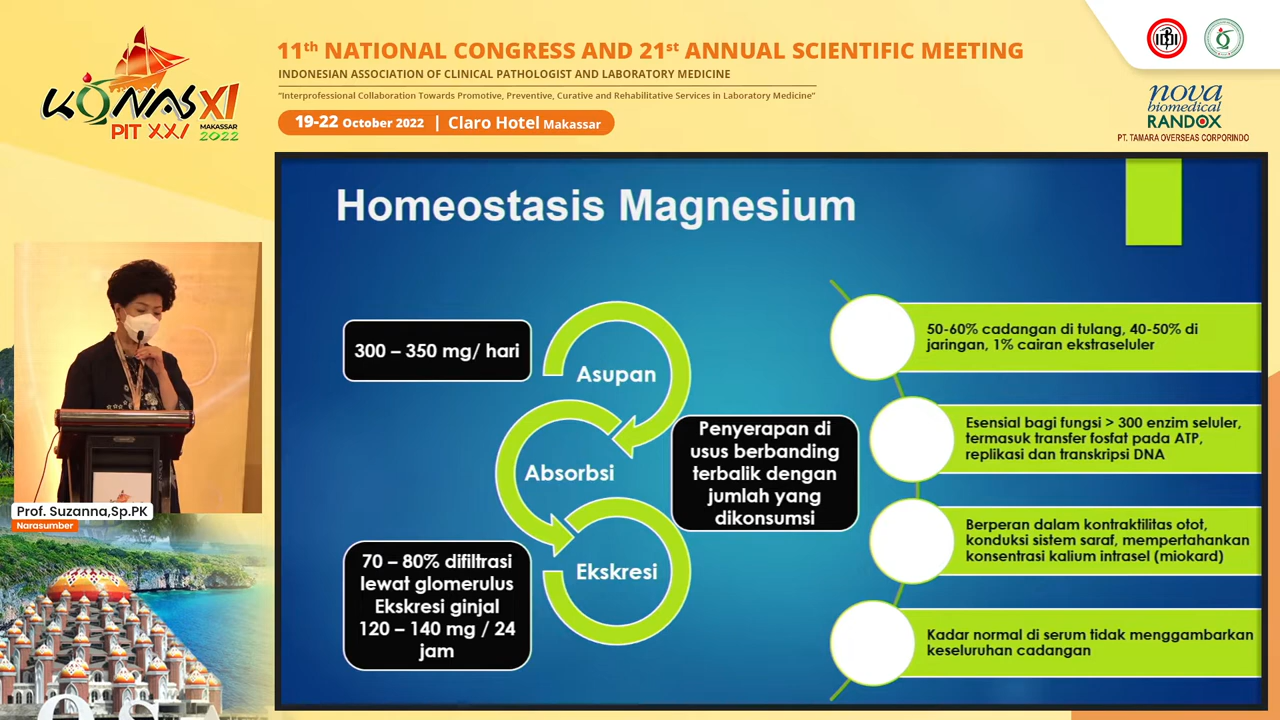 KONAS XI
PIT XXI
MAKASSAR
2022
11th NATIONAL CONGRESS AND 21st ANNUAL SCIENTIFIC MEETING
INDONESIAN ASSOCIATION OF CLINICAL PATHOLOGIST AND LABORATORY MEDICINE
"Interprofessional Collaboration Towards Promotive, Preventive, Curative and Rehabilitative Services in Laboratory Medicine"
19-22 October 2022 | Claro Hotel Makassar
nova
biomedical
RANDOX
PT. TAMARA OVERSEAS CORPORINDO
Homeostasis Magnesium
300 – 350 mg/ hari
Asupan
Penyerapan di
usus berbanding
terbalik dengan
jumlah yang
dikonsumsi
Absorbsi
70 – 80% difiltrasi
lewat glomerulus
Ekskresi ginjal
120 – 140 mg / 24
jam
Ekskresi
50-60% cadangan di tulang, 40-50% di
jaringan, 1% cairan ekstraseluler
Esensial bagi fungsi > 300 enzim seluler,
termasuk transfer fosfat pada ATP,
replikasi dan transkripsi DNA
Berperan dalam kontraktilitas otot,
konduksi sistem saraf, mempertahankan
konsentrasi kalium intrasel (miokard)
Kadar normal di serum tidak menggambarkan
keseluruhan cadangan
Prof. Suzanna,Sp.PK
Narasumber